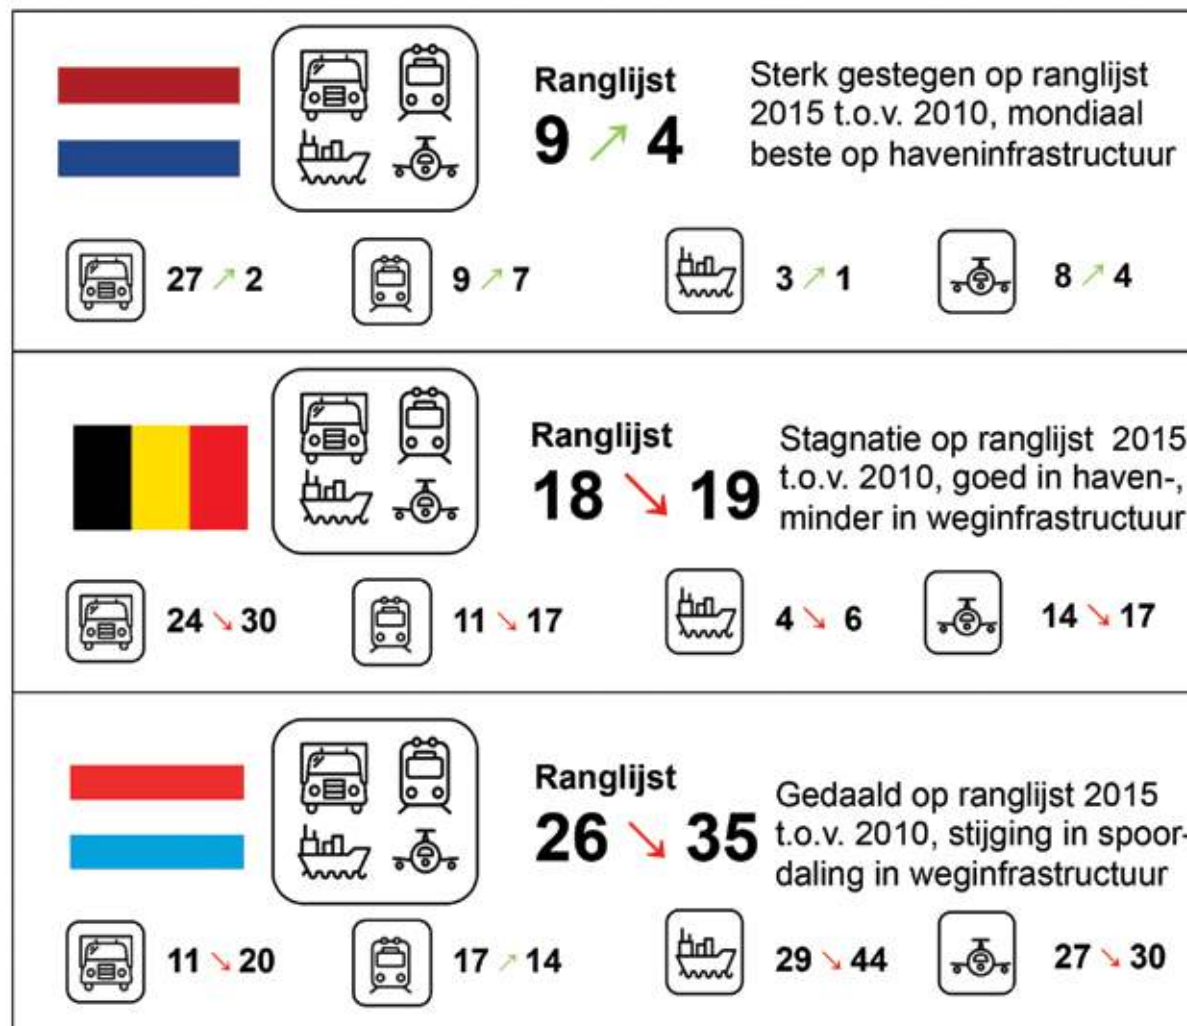 Ranglijst
9 ↗ 4
Sterk gestegen op ranglijst
2015 t.o.v. 2010, mondiaal
beste op haveninfrastructuur
27 ↗ 2
9 ↗ 7
3 ↗ 1
8 ↗ 4
Ranglijst
18 ↘ 19
Stagnatie op ranglijst 2015
t.o.v. 2010, goed in haven-,
minder in weginfrastructuur
24 ↘ 30
11 ↘ 17
4 ↘ 6
14 ↘ 17
Ranglijst
26 ↘ 35
Gedaald op ranglijst 2015
t.o.v. 2010, stijging in spoor-
daling in weginfrastructuur
11 ↘ 20
17 ↗ 14
29 ↘ 44
27 ↘ 30